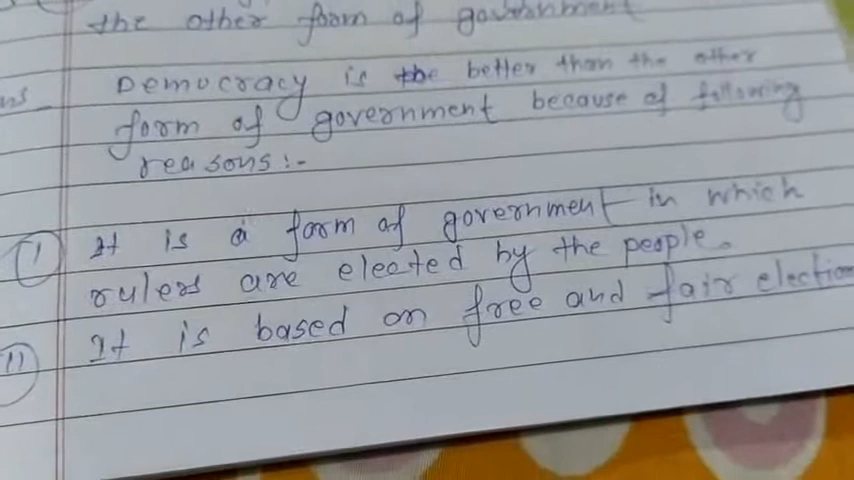 the other form of government
ans Democracy is the better than the other
form of government because of following
reasons:-
(I) It is a form of government in which
rulers are elected by the people.
(II) It is based on free and fair election